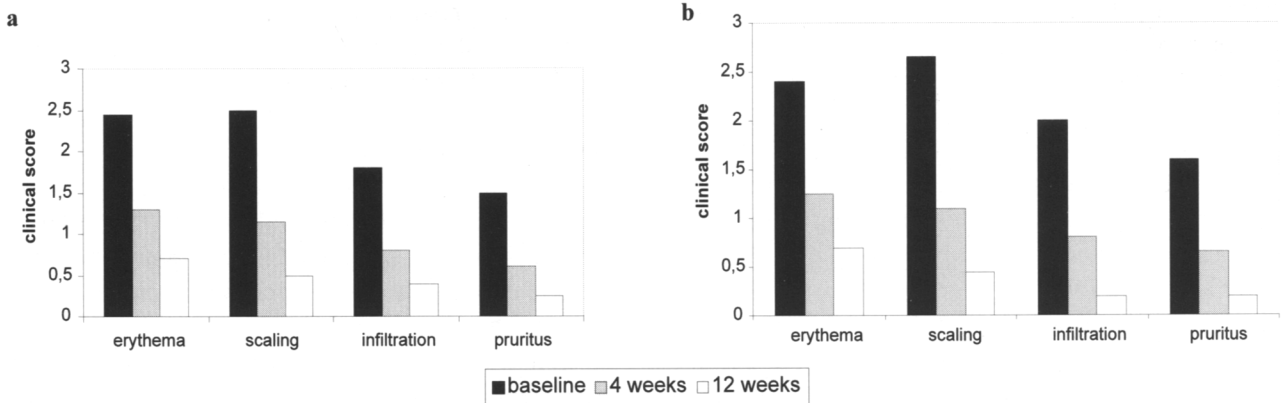 a
clinical score
3
2,5
2
1,5
1
0,5
0
erythema scaling infiltration pruritus
b
clinical score
3
2,5
2
1,5
1
0,5
0
erythema scaling infiltration pruritus
baseline 4 weeks 12 weeks